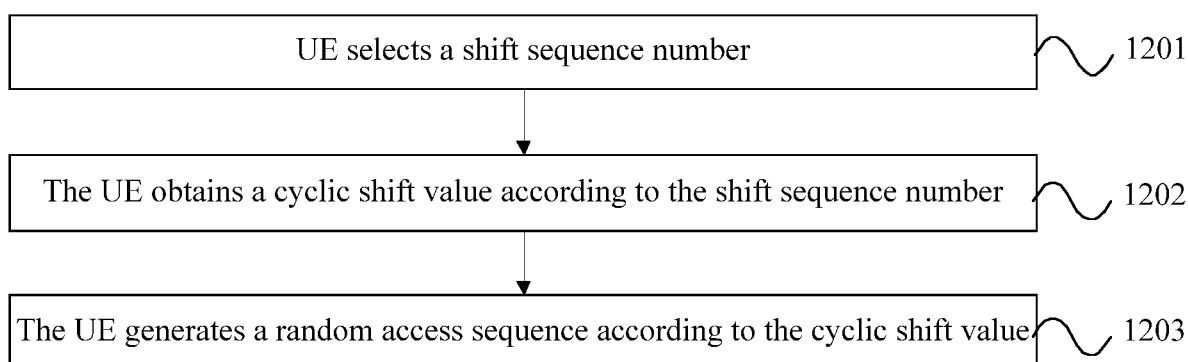 UE selects a shift sequence number 1201
The UE obtains a cyclic shift value according to the shift sequence number 1202
The UE generates a random access sequence according to the cyclic shift value 1203